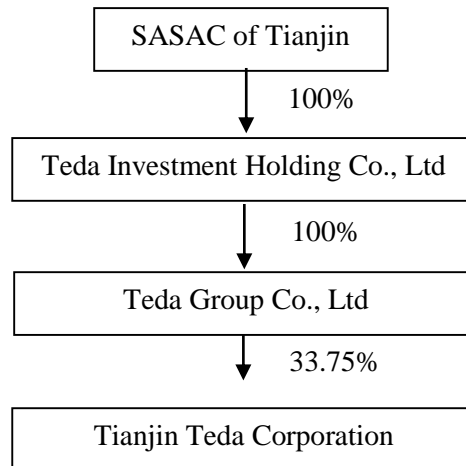 SASAC of Tianjin
100%
Teda Investment Holding Co., Ltd
100%
Teda Group Co., Ltd
33.75%
Tianjin Teda Corporation